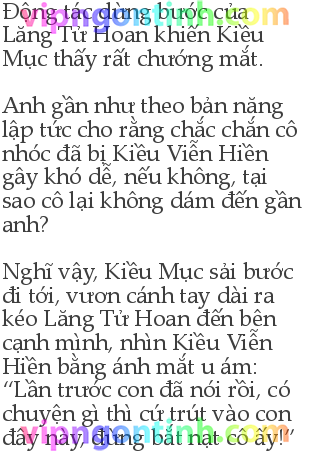 Động tác dừng bước của
vipngontinh.com
Lăng Tử Hoan khiến Kiều
Mục thấy rất chướng mắt.
Anh gần như theo bản năng
lập tức cho rằng chắc chắn cô
nhóc đã bị Kiều Viễn Hiền
gây khó dễ, nếu không, tại
sao cô lại không dám đến gần
anh?
Nghĩ vậy, Kiều Mục sải bước
đi tới, vươn cánh tay dài ra
kéo Lăng Tử Hoan đến bên
cạnh mình, nhìn Kiều Viễn
Hiền bằng ánh mắt u ám:
“Lần trước con đã nói rồi, có
chuyện gì thì cứ trút vào con
đây này, đừng bắt nạt cô ấy!”
vipngontinh.com